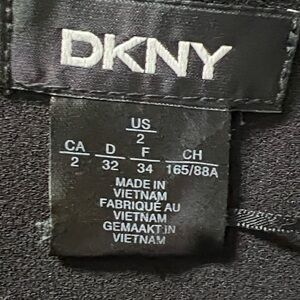 DKNY
US
2
CA D F CH
2 32 34 165/88A
MADE IN
VIETNAM
FABRIQUÉ AU
VIETNAM
GEMAAKT IN
VIETNAM